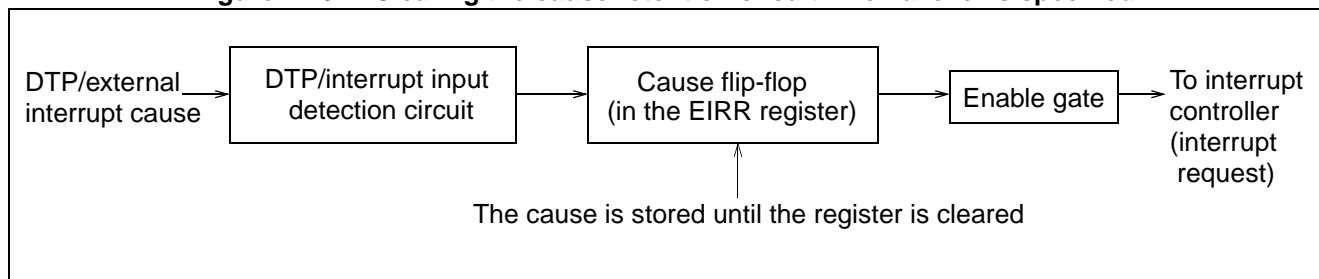 DTP/external
interrupt cause
DTP/interrupt input
detection circuit
Cause flip-flop
(in the EIRR register)
Enable gate
To interrupt
controller
(interrupt
request)
The cause is stored until the register is cleared